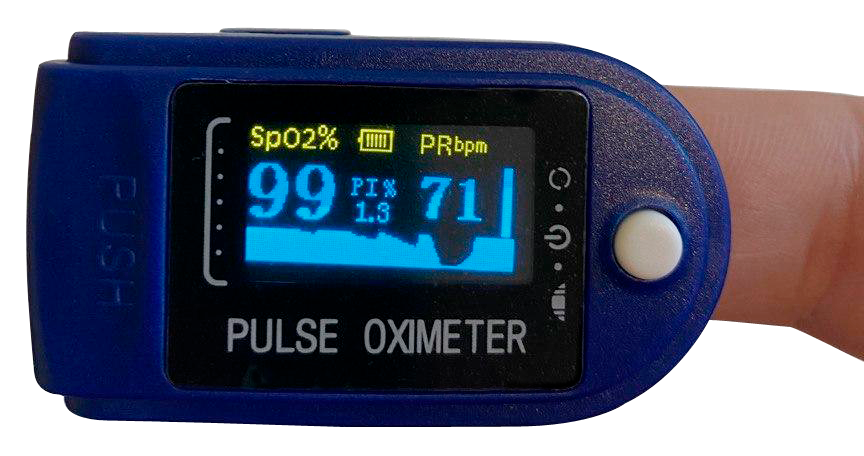 SpO2% PRbpm
99 PI% 71
1.3
PULSE OXIMETER
PUSH